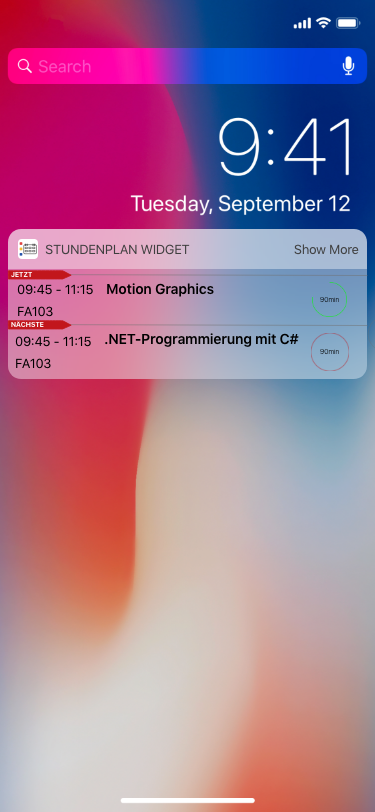 Search
9:41
Tuesday, September 12
STUNDENPLAN WIDGET Show More
JETZT
09:45 - 11:15 Motion Graphics
90min
FA103
NÄCHSTE
09:45 - 11:15 .NET-Programmierung mit C#
90min
FA103